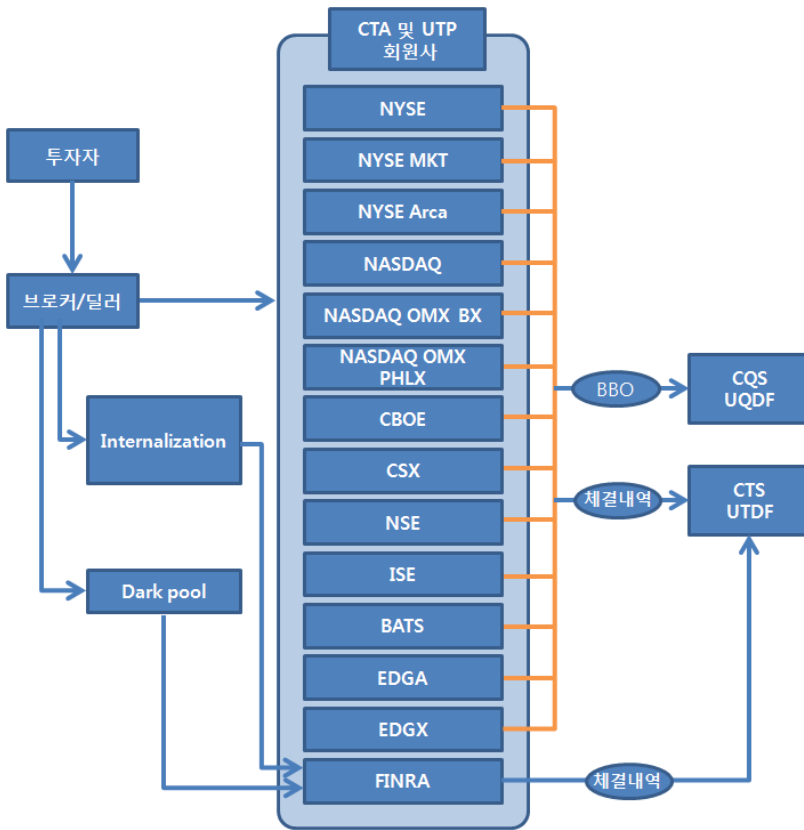 CTA 및 UTP
회원사
NYSE
투자자
NYSE MKT
NYSE Arca
NASDAQ
브로커/딜러
NASDAQ OMX BX
NASDAQ OMX
PHLX
BBO
CQS
UQDF
CBOE
Internalization
CSX
체결내역
CTS
UTDF
NSE
ISE
Dark pool
BATS
EDGA
EDGX
FINRA
체결내역